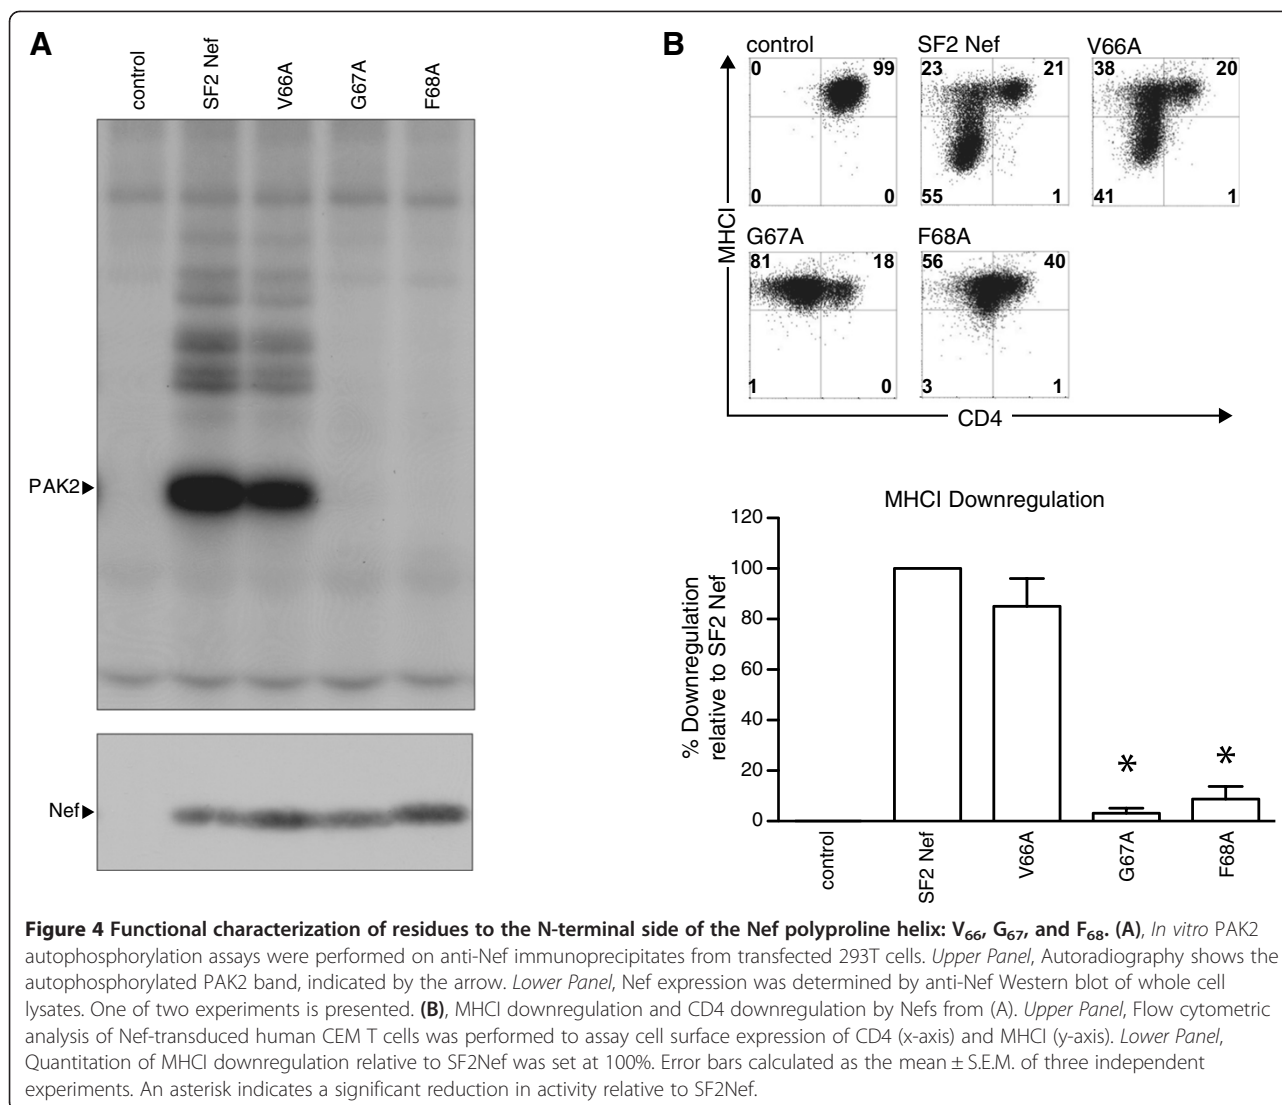 A
control
SF2 Nef
V66A
G67A
F68A
PAK2
Nef
B
control
0 99
0 0
SF2 Nef
23 21
55 1
V66A
38 20
41 1
G67A
81 18
1 0
F68A
56 40
3 1
MHCI
CD4
MHCI Downregulation
% Downregulation
relative to SF2 Nef
120
100
80
60
40
20
0
*
*
control
SF2 Nef
V66A
G67A
F68A
Figure 4 Functional characterization of residues to the N-terminal side of the Nef polyproline helix: V66, G67, and F68. (A), In vitro PAK2
autophosphorylation assays were performed on anti-Nef immunoprecipitates from transfected 293T cells. Upper Panel, Autoradiography shows the
autophosphorylated PAK2 band, indicated by the arrow. Lower Panel, Nef expression was determined by anti-Nef Western blot of whole cell
lysates. One of two experiments is presented. (B), MHCI downregulation and CD4 downregulation by Nefs from (A). Upper Panel, Flow cytometric
analysis of Nef-transduced human CEM T cells was performed to assay cell surface expression of CD4 (x-axis) and MHCI (y-axis). Lower Panel,
Quantitation of MHCI downregulation relative to SF2Nef was set at 100%. Error bars calculated as the mean ± S.E.M. of three independent
experiments. An asterisk indicates a significant reduction in activity relative to SF2Nef.